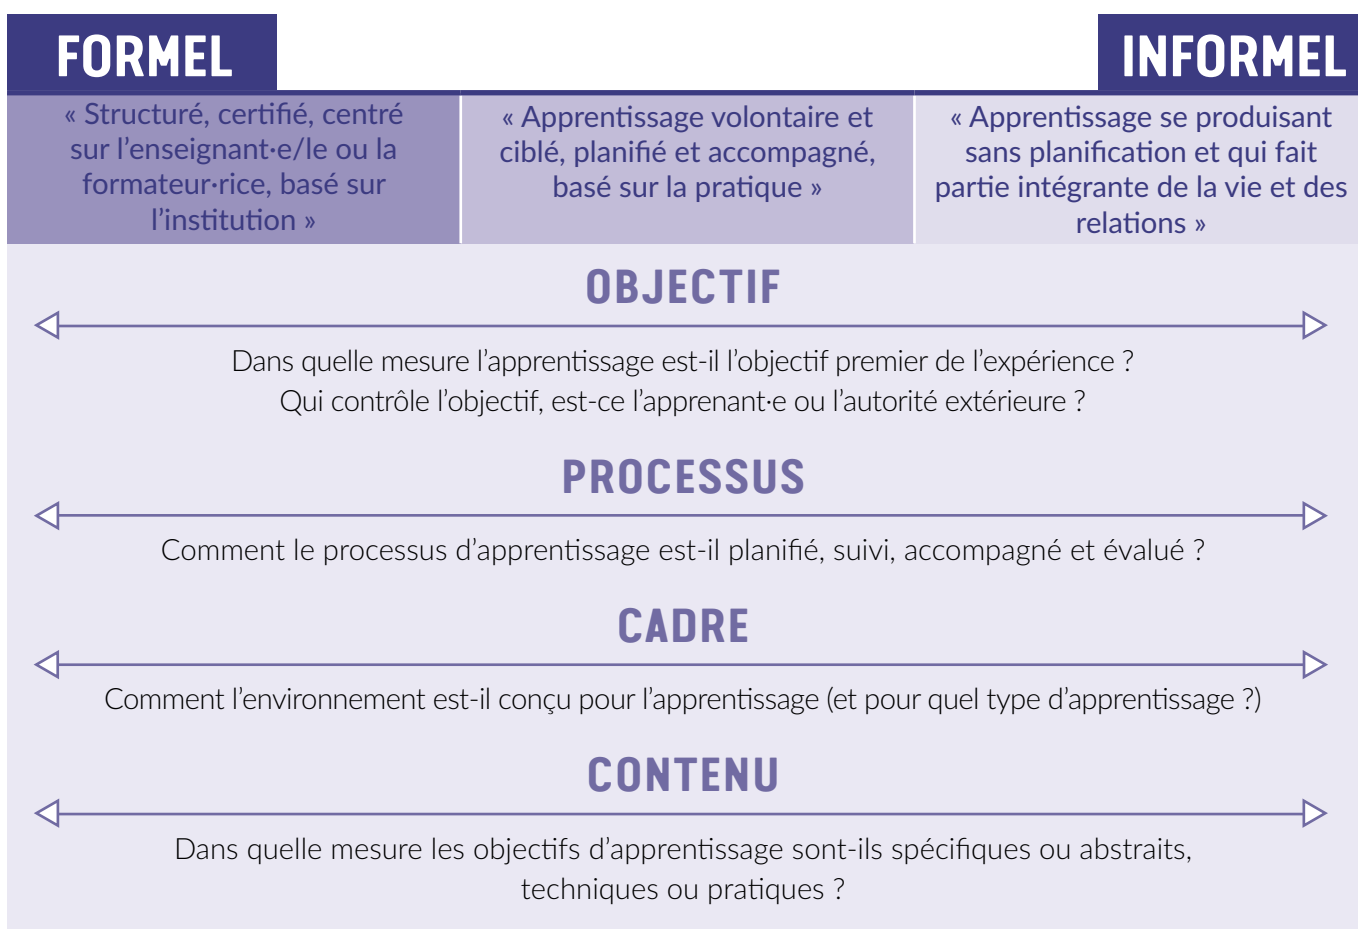 FORMEL
INFORMEL
« Structuré, certifié, centré
sur l’enseignant·e/le ou la
formateur·rice, basé sur
l’institution »
« Apprentissage volontaire et
ciblé, planifié et accompagné,
basé sur la pratique »
« Apprentissage se produisant
sans planification et qui fait
partie intégrante de la vie et des
relations »
OBJECTIF
Dans quelle mesure l’apprentissage est-il l’objectif premier de l’expérience ?
Qui contrôle l’objectif, est-ce l’apprenant·e ou l’autorité extérieure ?
PROCESSUS
Comment le processus d’apprentissage est-il planifié, suivi, accompagné et évalué ?
CADRE
Comment l’environnement est-il conçu pour l’apprentissage (et pour quel type d’apprentissage ?)
CONTENU
Dans quelle mesure les objectifs d’apprentissage sont-ils spécifiques ou abstraits,
techniques ou pratiques ?